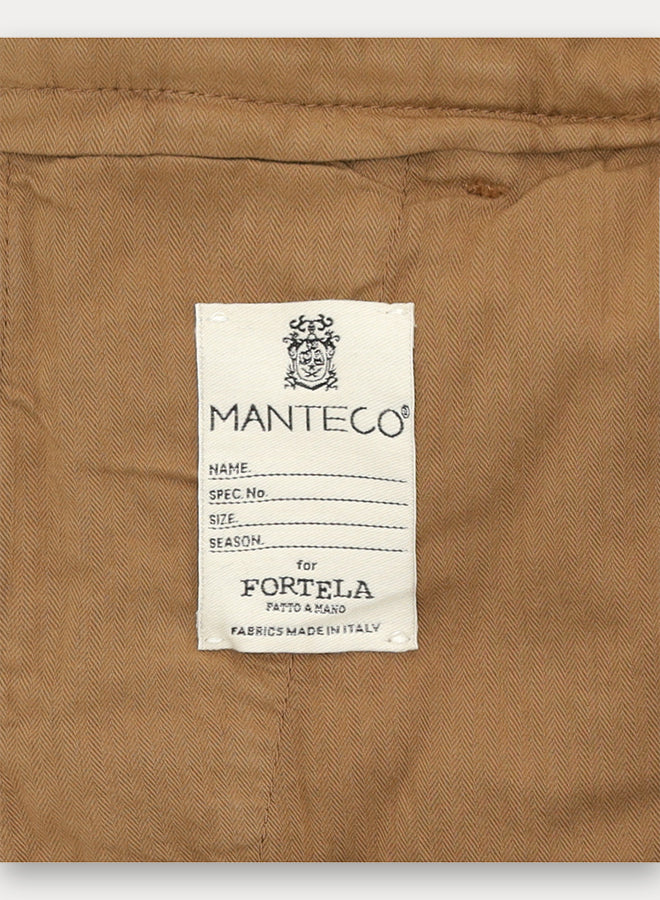 MANTECO®
NAME.
SPEC. No.
SIZE.
SEASON.
for
FORTELA
FATTO A MANO
FABRICS MADE IN ITALY